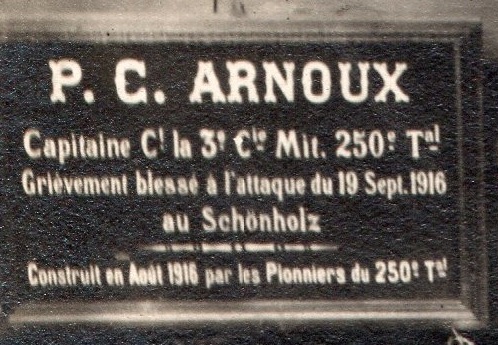 P. C. ARNOUX
Capitaine Ct la 3e Cie Mit. 250e Tal
Grièvement blessé à l'attaque du 19 Sept. 1916
au Schönholz
Construit en Août 1916 par les Pionniers du 250e Tal